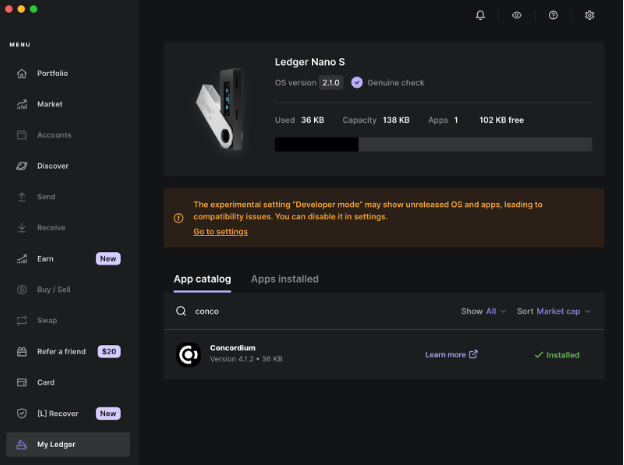 MENU
Portfolio
Market
Accounts
Discover
Send
Receive
Earn New
Buy / Sell
Swap
Refer a friend $20
Card
[L] Recover New
My Ledger
Ledger Nano S
OS version 2.1.0 Genuine check
Used 36 KB Capacity 138 KB Apps 1 102 KB free
The experimental setting "Developer mode" may show unreleased OS and apps, leading to
compatibility issues. You can disable it in settings.
Go to settings
App catalog Apps installed
conco Show All Sort Market cap
Concordium
Version 4.1.2 • 36 KB
Learn more Installed